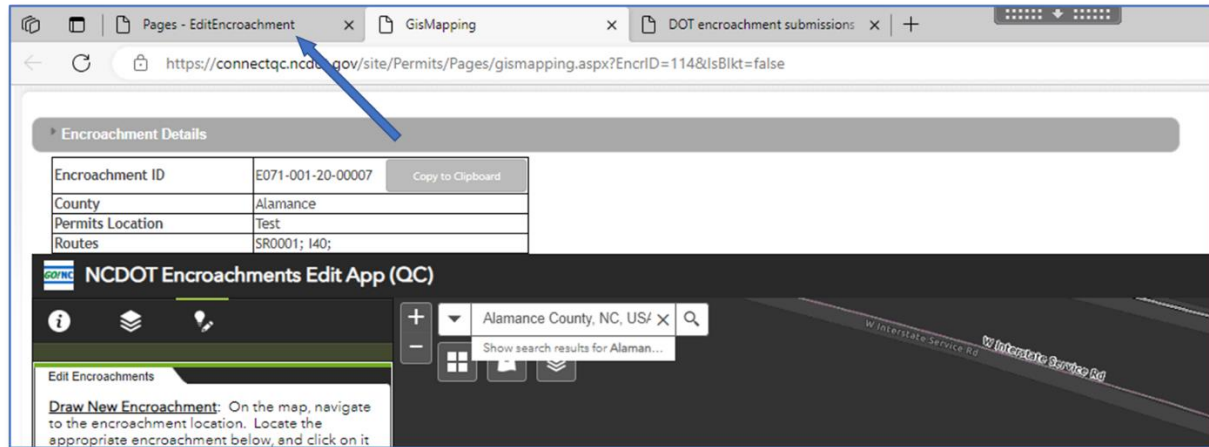 Pages - EditEncroachment
GisMapping
DOT encroachment submissions
https://connectqc.ncdot.gov/site/Permits/Pages/gismapping.aspx?EncrID=114&IsBlkt=false
Encroachment Details
Encroachment ID E071-001-20-00007 Copy to Clipboard
County Alamance
Permits Location Test
Routes SR0001; I40;
GO!NC NCDOT Encroachments Edit App (QC)
Alamance County, NC, USA
Show search results for Alaman...
W Interstate Service Rd
W Interstate Service Rd
Edit Encroachments
Draw New Encroachment: On the map, navigate
to the encroachment location. Locate the
appropriate encroachment below, and click on it